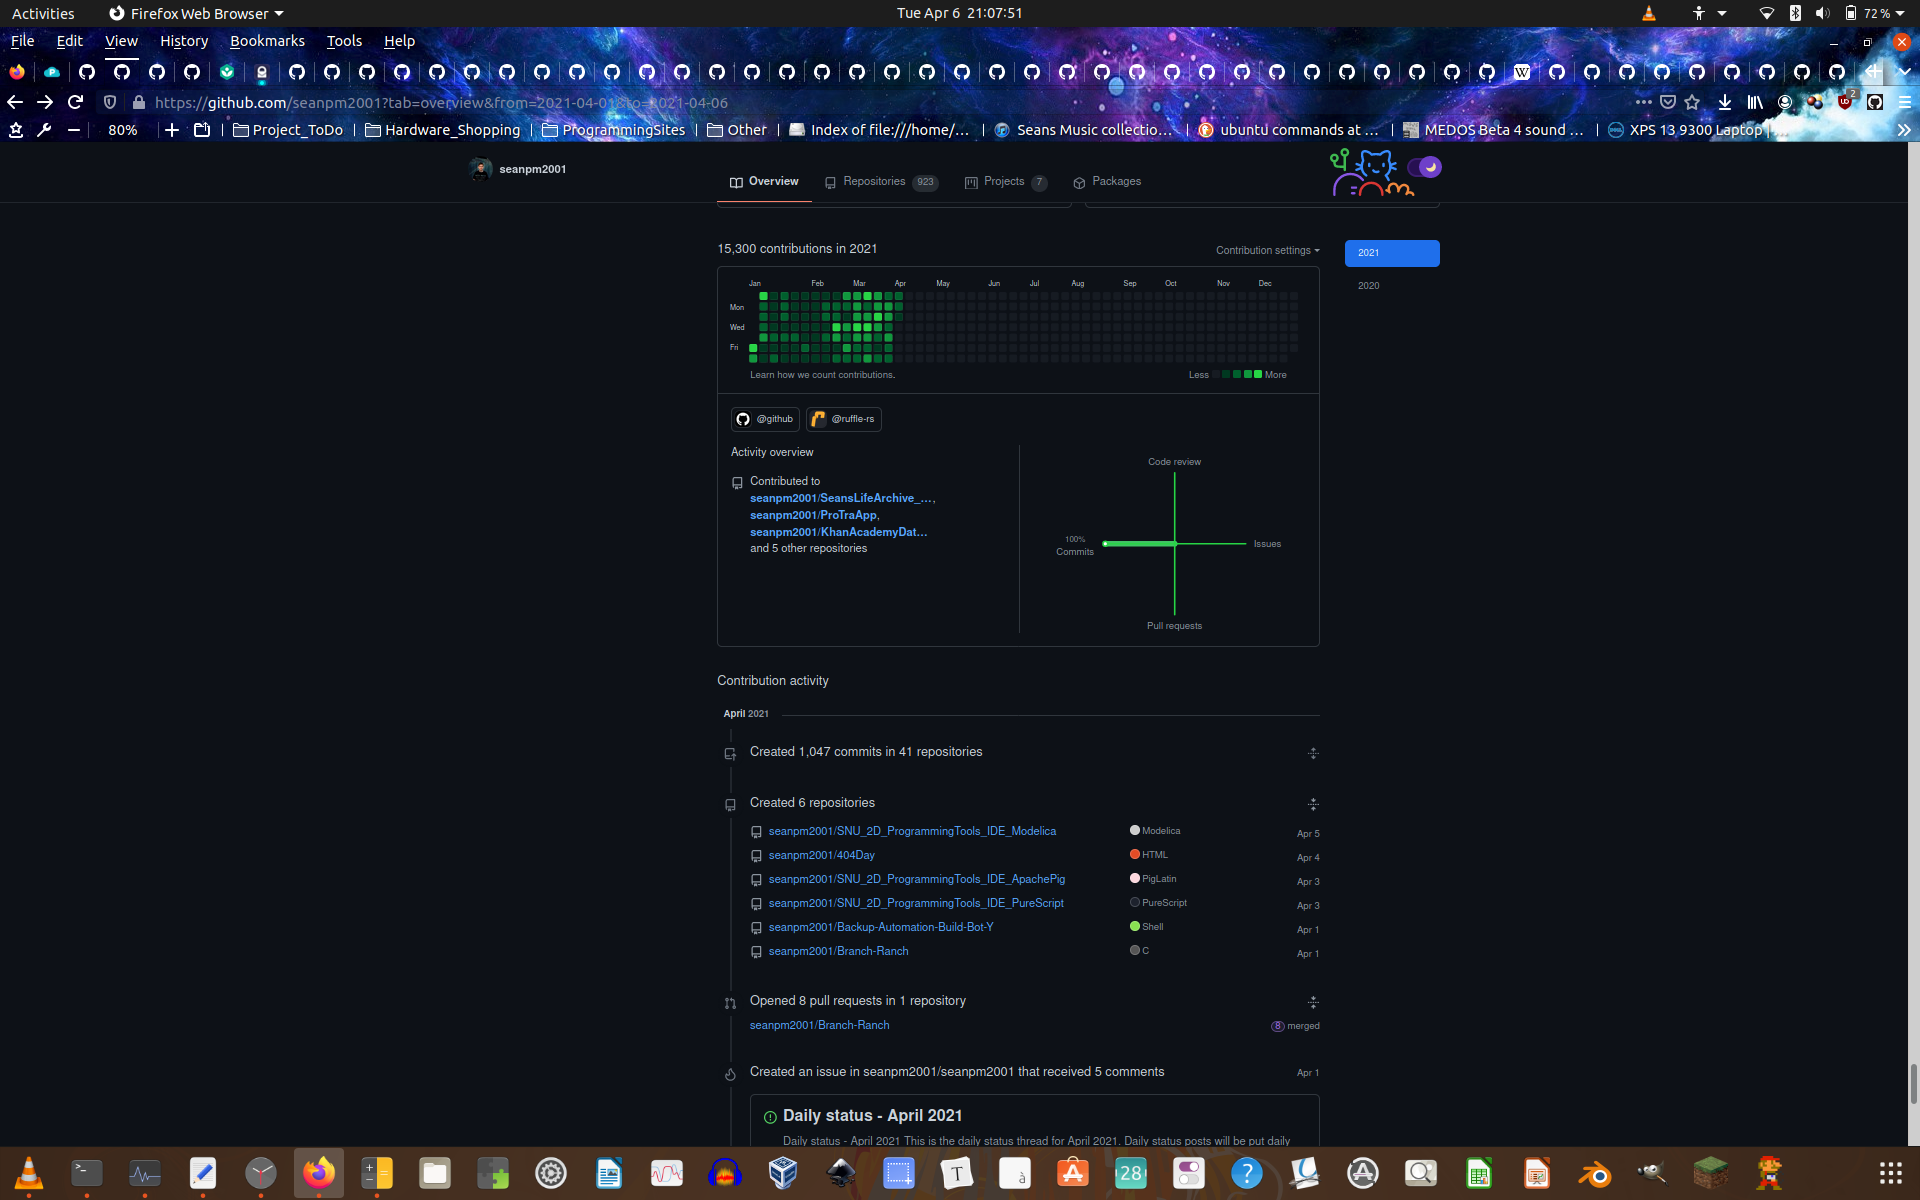 Activities Firefox Web Browser Tue Apr 6 21:07:51 72 %
File Edit View History Bookmarks Tools Help
https://github.com/seanpm2001?tab=overview&from=2021-04-01&to=2021-04-06 2
80% Project_ToDo Hardware_Shopping ProgrammingSites Other Index of file:///home/... Seans Music collectio... ubuntu commands at ... MEDOS Beta 4 sound ... XPS 13 9300 Laptop | ...
seanpm2001 Overview Repositories 923 Projects 7 Packages
15,300 contributions in 2021 Contribution settings 2021
2020
Jan Feb Mar Apr May Jun Jul Aug Sep Oct Nov Dec
Mon
Wed
Fri
Learn how we count contributions. Less More
@github @ruffle-rs
Activity overview
Contributed to
seanpm2001/SeansLifeArchive_...,
seanpm2001/ProTraApp,
seanpm2001/KhanAcademyDat...
and 5 other repositories
Code review
100%
Commits
Issues
Pull requests
Contribution activity
April 2021
Created 1,047 commits in 41 repositories
Created 6 repositories
seanpm2001/SNU_2D_ProgrammingTools_IDE_Modelica Modelica Apr 5
seanpm2001/404Day HTML Apr 4
seanpm2001/SNU_2D_ProgrammingTools_IDE_ApachePig PigLatin Apr 3
seanpm2001/SNU_2D_ProgrammingTools_IDE_PureScript PureScript Apr 3
seanpm2001/Backup-Automation-Build-Bot-Y Shell Apr 1
seanpm2001/Branch-Ranch C Apr 1
Opened 8 pull requests in 1 repository
seanpm2001/Branch-Ranch 8 merged
Created an issue in seanpm2001/seanpm2001 that received 5 comments Apr 1
Daily status - April 2021
Daily status - April 2021 This is the daily status thread for April 2021. Daily status posts will be put daily